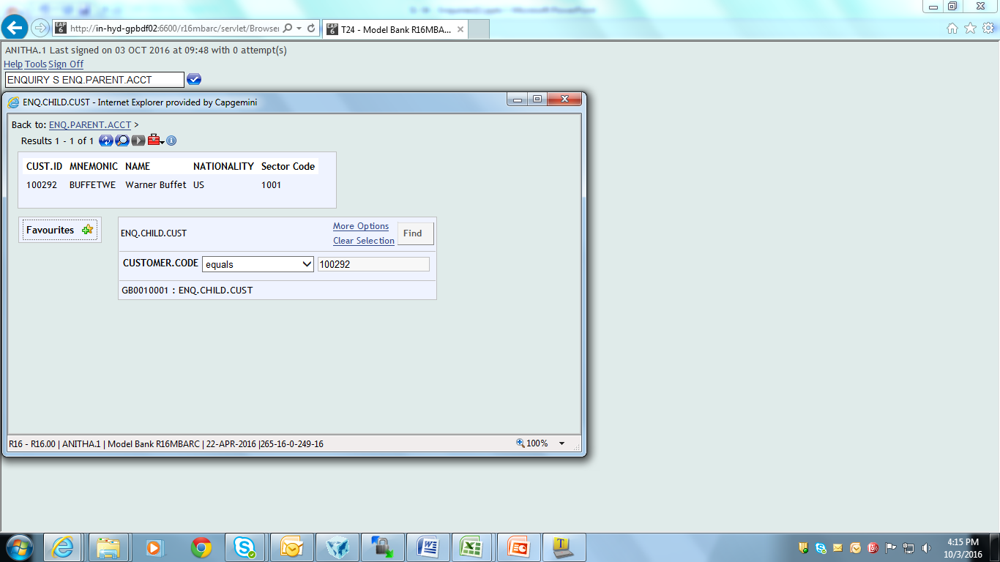 http://in-hyd-gpbdf02:6600/r16mbarc/servlet/Browser
T24 - Model Bank R16MBA...
ANITHA.1 Last signed on 03 OCT 2016 at 09:48 with 0 attempt(s)
Help Tools Sign Off
ENQUIRY S ENQ.PARENT.ACCT
ENQ.CHILD.CUST - Internet Explorer provided by Capgemini
Back to: ENQ.PARENT.ACCT >
Results 1 - 1 of 1
CUST.ID MNEMONIC NAME NATIONALITY Sector Code
100292 BUFFETWE Warner Buffet US 1001
Favourites
ENQ.CHILD.CUST
More Options
Clear Selection
Find
CUSTOMER.CODE equals 100292
GB0010001 : ENQ.CHILD.CUST
R16 - R16.00 | ANITHA.1 | Model Bank R16MBARC | 22-APR-2016 |265-16-0-249-16
100%
4:15 PM
10/3/2016